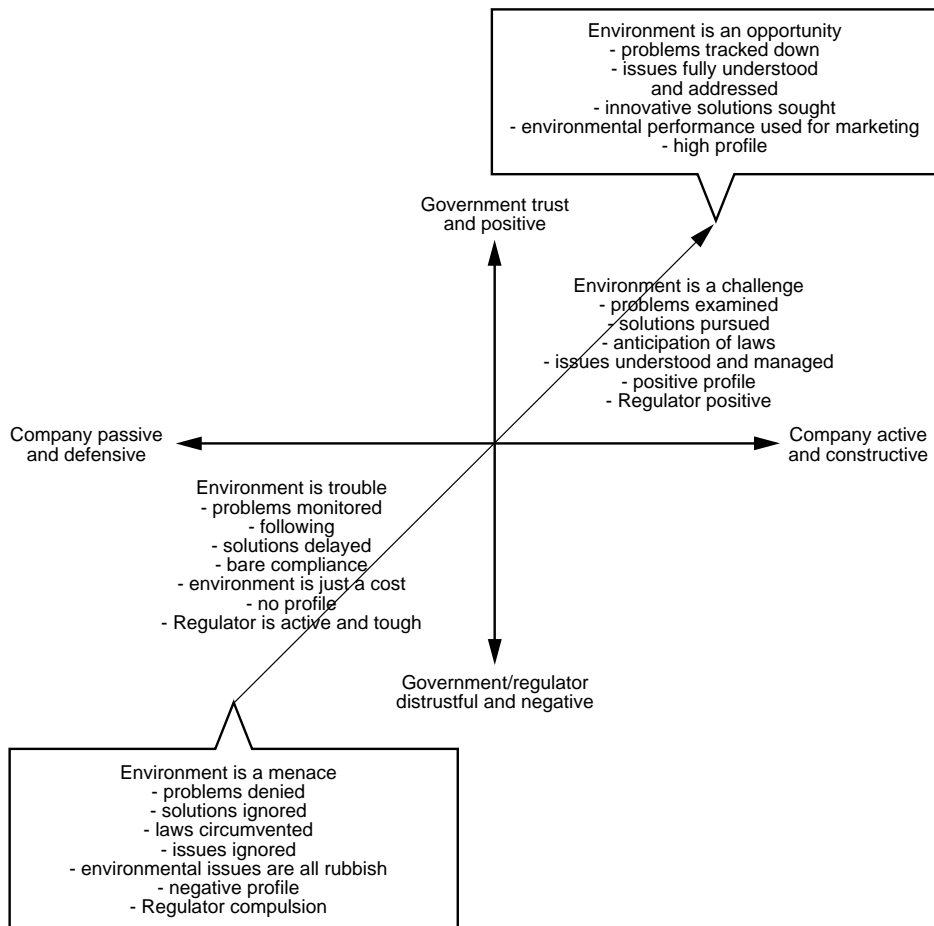 Environment is an opportunity
- problems tracked down
- issues fully understood
and addressed
- innovative solutions sought
- environmental performance used for marketing
- high profile
Government trust
and positive
Environment is a challenge
- problems examined
- solutions pursued
- anticipation of laws
- issues understood and managed
- positive profile
- Regulator positive
Company passive
and defensive
Company active
and constructive
Environment is trouble
- problems monitored
- following
- solutions delayed
- bare compliance
- environment is just a cost
- no profile
- Regulator is active and tough
Government/regulator
distrustful and negative
Environment is a menace
- problems denied
- solutions ignored
- laws circumvented
- issues ignored
- environmental issues are all rubbish
- negative profile
- Regulator compulsion